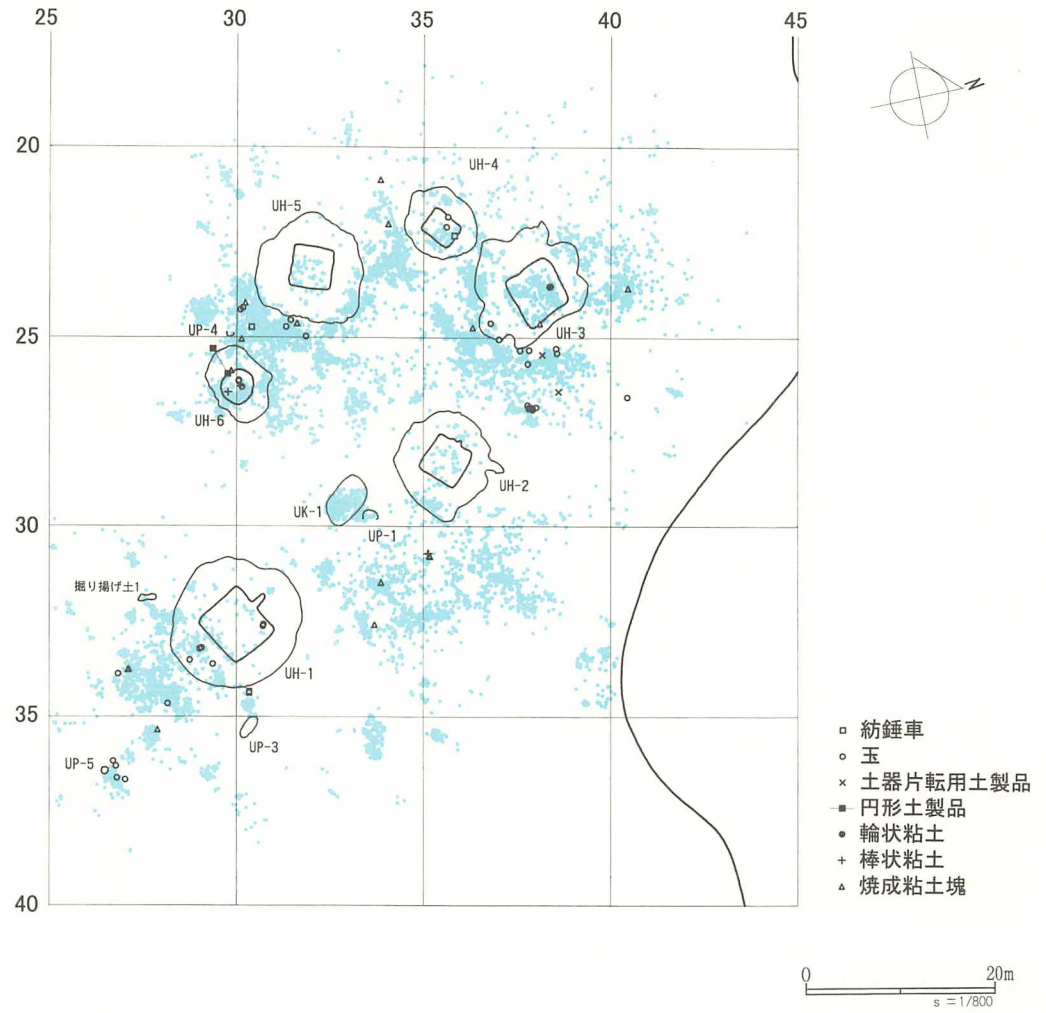 25 30 35 40 45
20
UH-4
UH-5
UP-4
25
UH-3
UH-6
UH-2
UK-1
30
UP-1
掘り揚げ土1
UH-1
35
UP-3
UP-5
40
N
紡錘車
玉
土器片転用土製品
円形土製品
輪状粘土
棒状粘土
焼成粘土塊
0 20m
s = 1/800